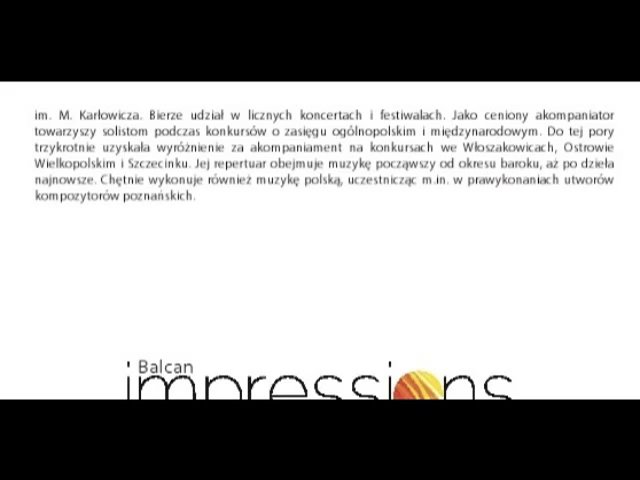 im. M. Karłowicza. Bierze udział w licznych koncertach i festiwalach. Jako ceniony akompaniator
towarzyszy solistom podczas konkursów o zasięgu ogólnopolskim i międzynarodowym. Do tej pory
trzykrotnie uzyskała wyróżnienie za akompaniament na konkursach we Włoszakowicach, Ostrowie
Wielkopolskim i Szczecinku. Jej repertuar obejmuje muzykę począwszy od okresu baroku, aż po dzieła
najnowsze. Chętnie wykonuje również muzykę polską, uczestnicząc m.in. w prawykonaniach utworów
kompozytorów poznańskich.
Balcan
impressions